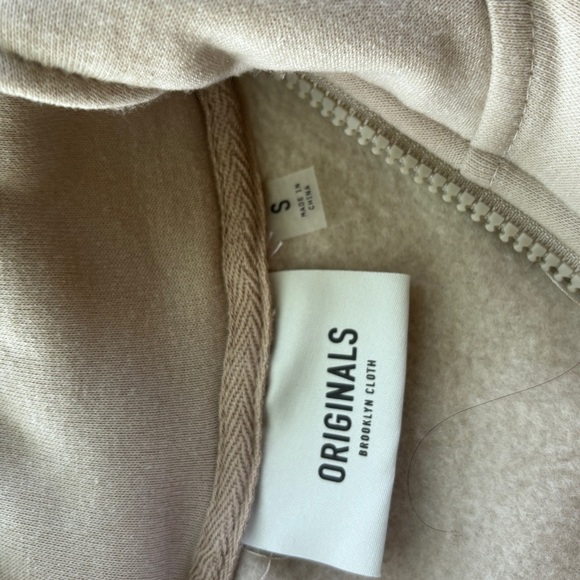 S
MADE IN
CHINA
ORIGINALS
BROOKLYN CLOTH